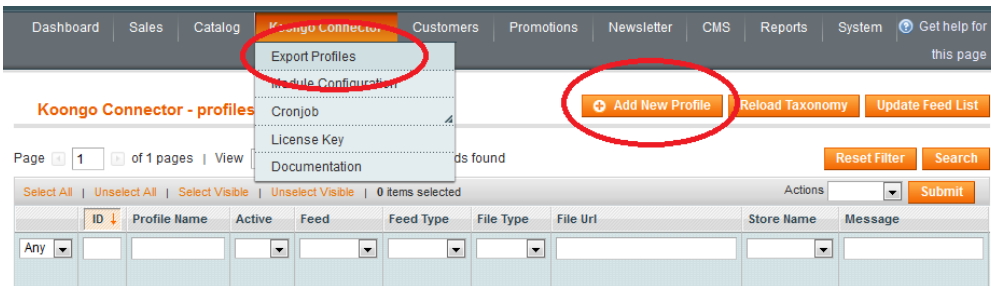 Dashboard Sales Catalog Koongo Connector Customers Promotions Newsletter CMS Reports System Get help for this page
Export Profiles
Module Configuration
Cronjob
License Key
Documentation
Koongo Connector - profiles
Add New Profile Reload Taxonomy Update Feed List
Page 1 of 1 pages | View ds found
Reset Filter Search
Select All | Unselect All | Select Visible | Unselect Visible | 0 items selected
Actions Submit
ID Profile Name Active Feed Feed Type File Type File Url Store Name Message
Any